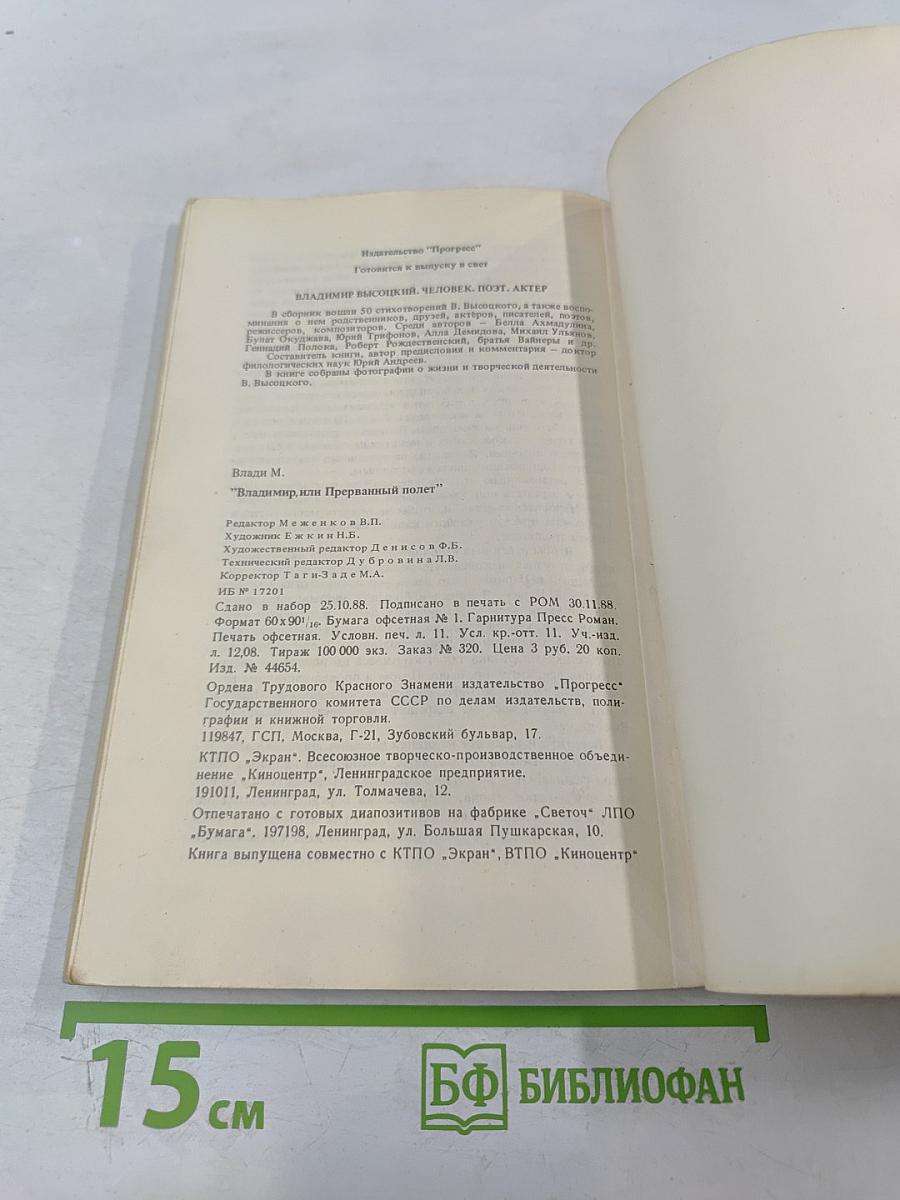 Издательство "Прогресс"
Готовится к выпуску в свет
ВЛАДИМИР ВЫСОЦКИЙ. ЧЕЛОВЕК. ПОЭТ. АКТЕР
В сборник вошли 50 стихотворений В. Высоцкого, а также воспо-
минания о нем родственников, друзей, актёров, писателей, поэтов,
режиссеров, композиторов. Среди авторов — Белла Ахмадулина,
Булат Окуджава, Юрий Трифонов, Алла Демидова, Михаил Ульянов,
Геннадий Полока, Роберт Рождественский, братья Вайнеры и др.
Составитель книги, автор предисловия и комментария — доктор
филологических наук Юрий Андреев.
В книге собраны фотографии о жизни и творческой деятельности
В. Высоцкого.
Влади М.
"Владимир, или Прерванный полет"
Редактор Меженков В.П.
Художник Ежкин Н.Б.
Художественный редактор Денисов Ф.Б.
Технический редактор Дубровина Л.В.
Корректор Таги-Заде М.А.
ИБ № 17201
Сдано в набор 25.10.88. Подписано в печать с РОМ 30.11.88.
Формат 60х90 1/16. Бумага офсетная № 1. Гарнитура Пресс Роман.
Печать офсетная. Условн. печ. л. 11. Усл. кр.-отт. 11. Уч.-изд.
л. 12,08. Тираж 100 000 экз. Заказ № 320. Цена 3 руб. 20 коп.
Изд. № 44654.
Ордена Трудового Красного Знамени издательство „Прогресс“
Государственного комитета СССР по делам издательств, поли-
графии и книжной торговли.
119847, ГСП, Москва, Г-21, Зубовский бульвар, 17.
КТПО „Экран“. Всесоюзное творческо-производственное объеди-
нение „Киноцентр“, Ленинградское предприятие.
191011, Ленинград, ул. Толмачева, 12.
Отпечатано с готовых диапозитивов на фабрике „Светоч“ ЛПО
„Бумага“. 197198, Ленинград, ул. Большая Пушкарская, 10.
Книга выпущена совместно с КТПО „Экран“, ВТПО „Киноцентр“
15 см
БФ БИБЛИОФАН